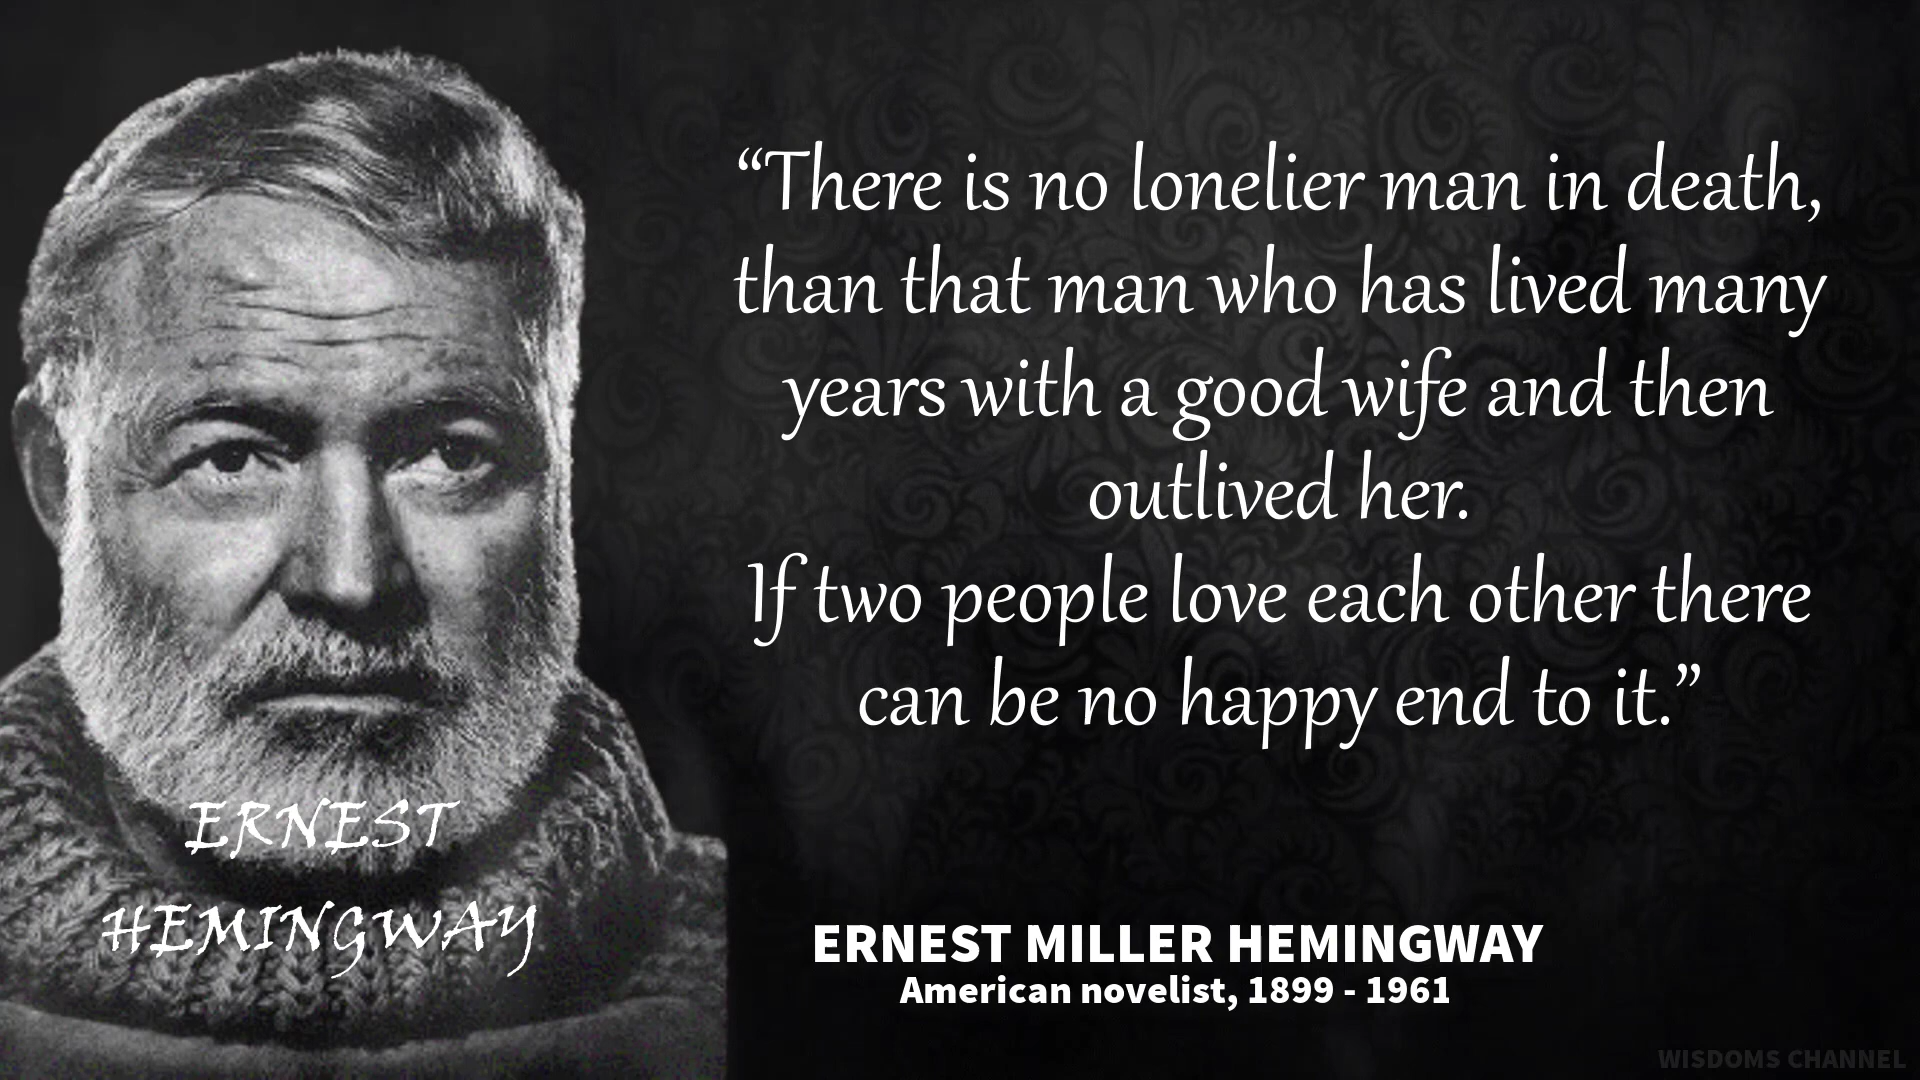 “There is no lonelier man in death,
than that man who has lived many
years with a good wife and then
outlived her.
If two people love each other there
can be no happy end to it.”
ERNEST
HEMINGWAY
ERNEST MILLER HEMINGWAY
American novelist, 1899 - 1961
WISDOMS CHANNEL